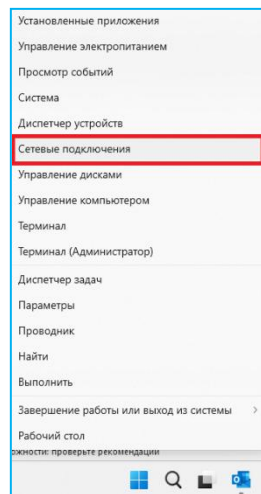 Установленные приложения
Управление электропитанием
Просмотр событий
Система
Диспетчер устройств
Сетевые подключения
Управление дисками
Управление компьютером
Терминал
Терминал (Администратор)
Диспетчер задач
Параметры
Проводник
Найти
Выполнить
Завершение работы или выход из системы
Рабочий стол
ожности: проверьте рекомендации